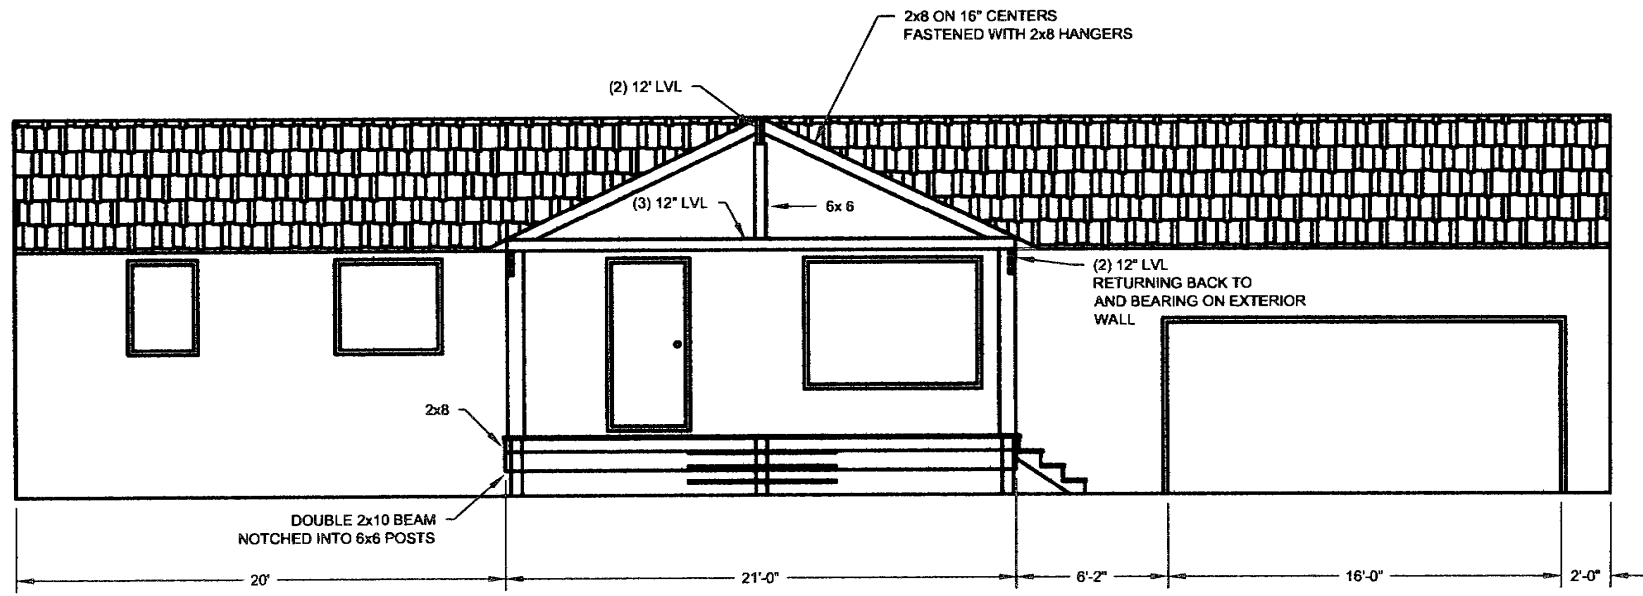 2x8 ON 16" CENTERS
FASTENED WITH 2x8 HANGERS
(2) 12' LVL
(3) 12" LVL
6x 6
(2) 12" LVL
RETURNING BACK TO
AND BEARING ON EXTERIOR
WALL
2x8
DOUBLE 2x10 BEAM
NOTCHED INTO 6x6 POSTS
20'
21'-0"
6'-2"
16'-0"
2'-0"